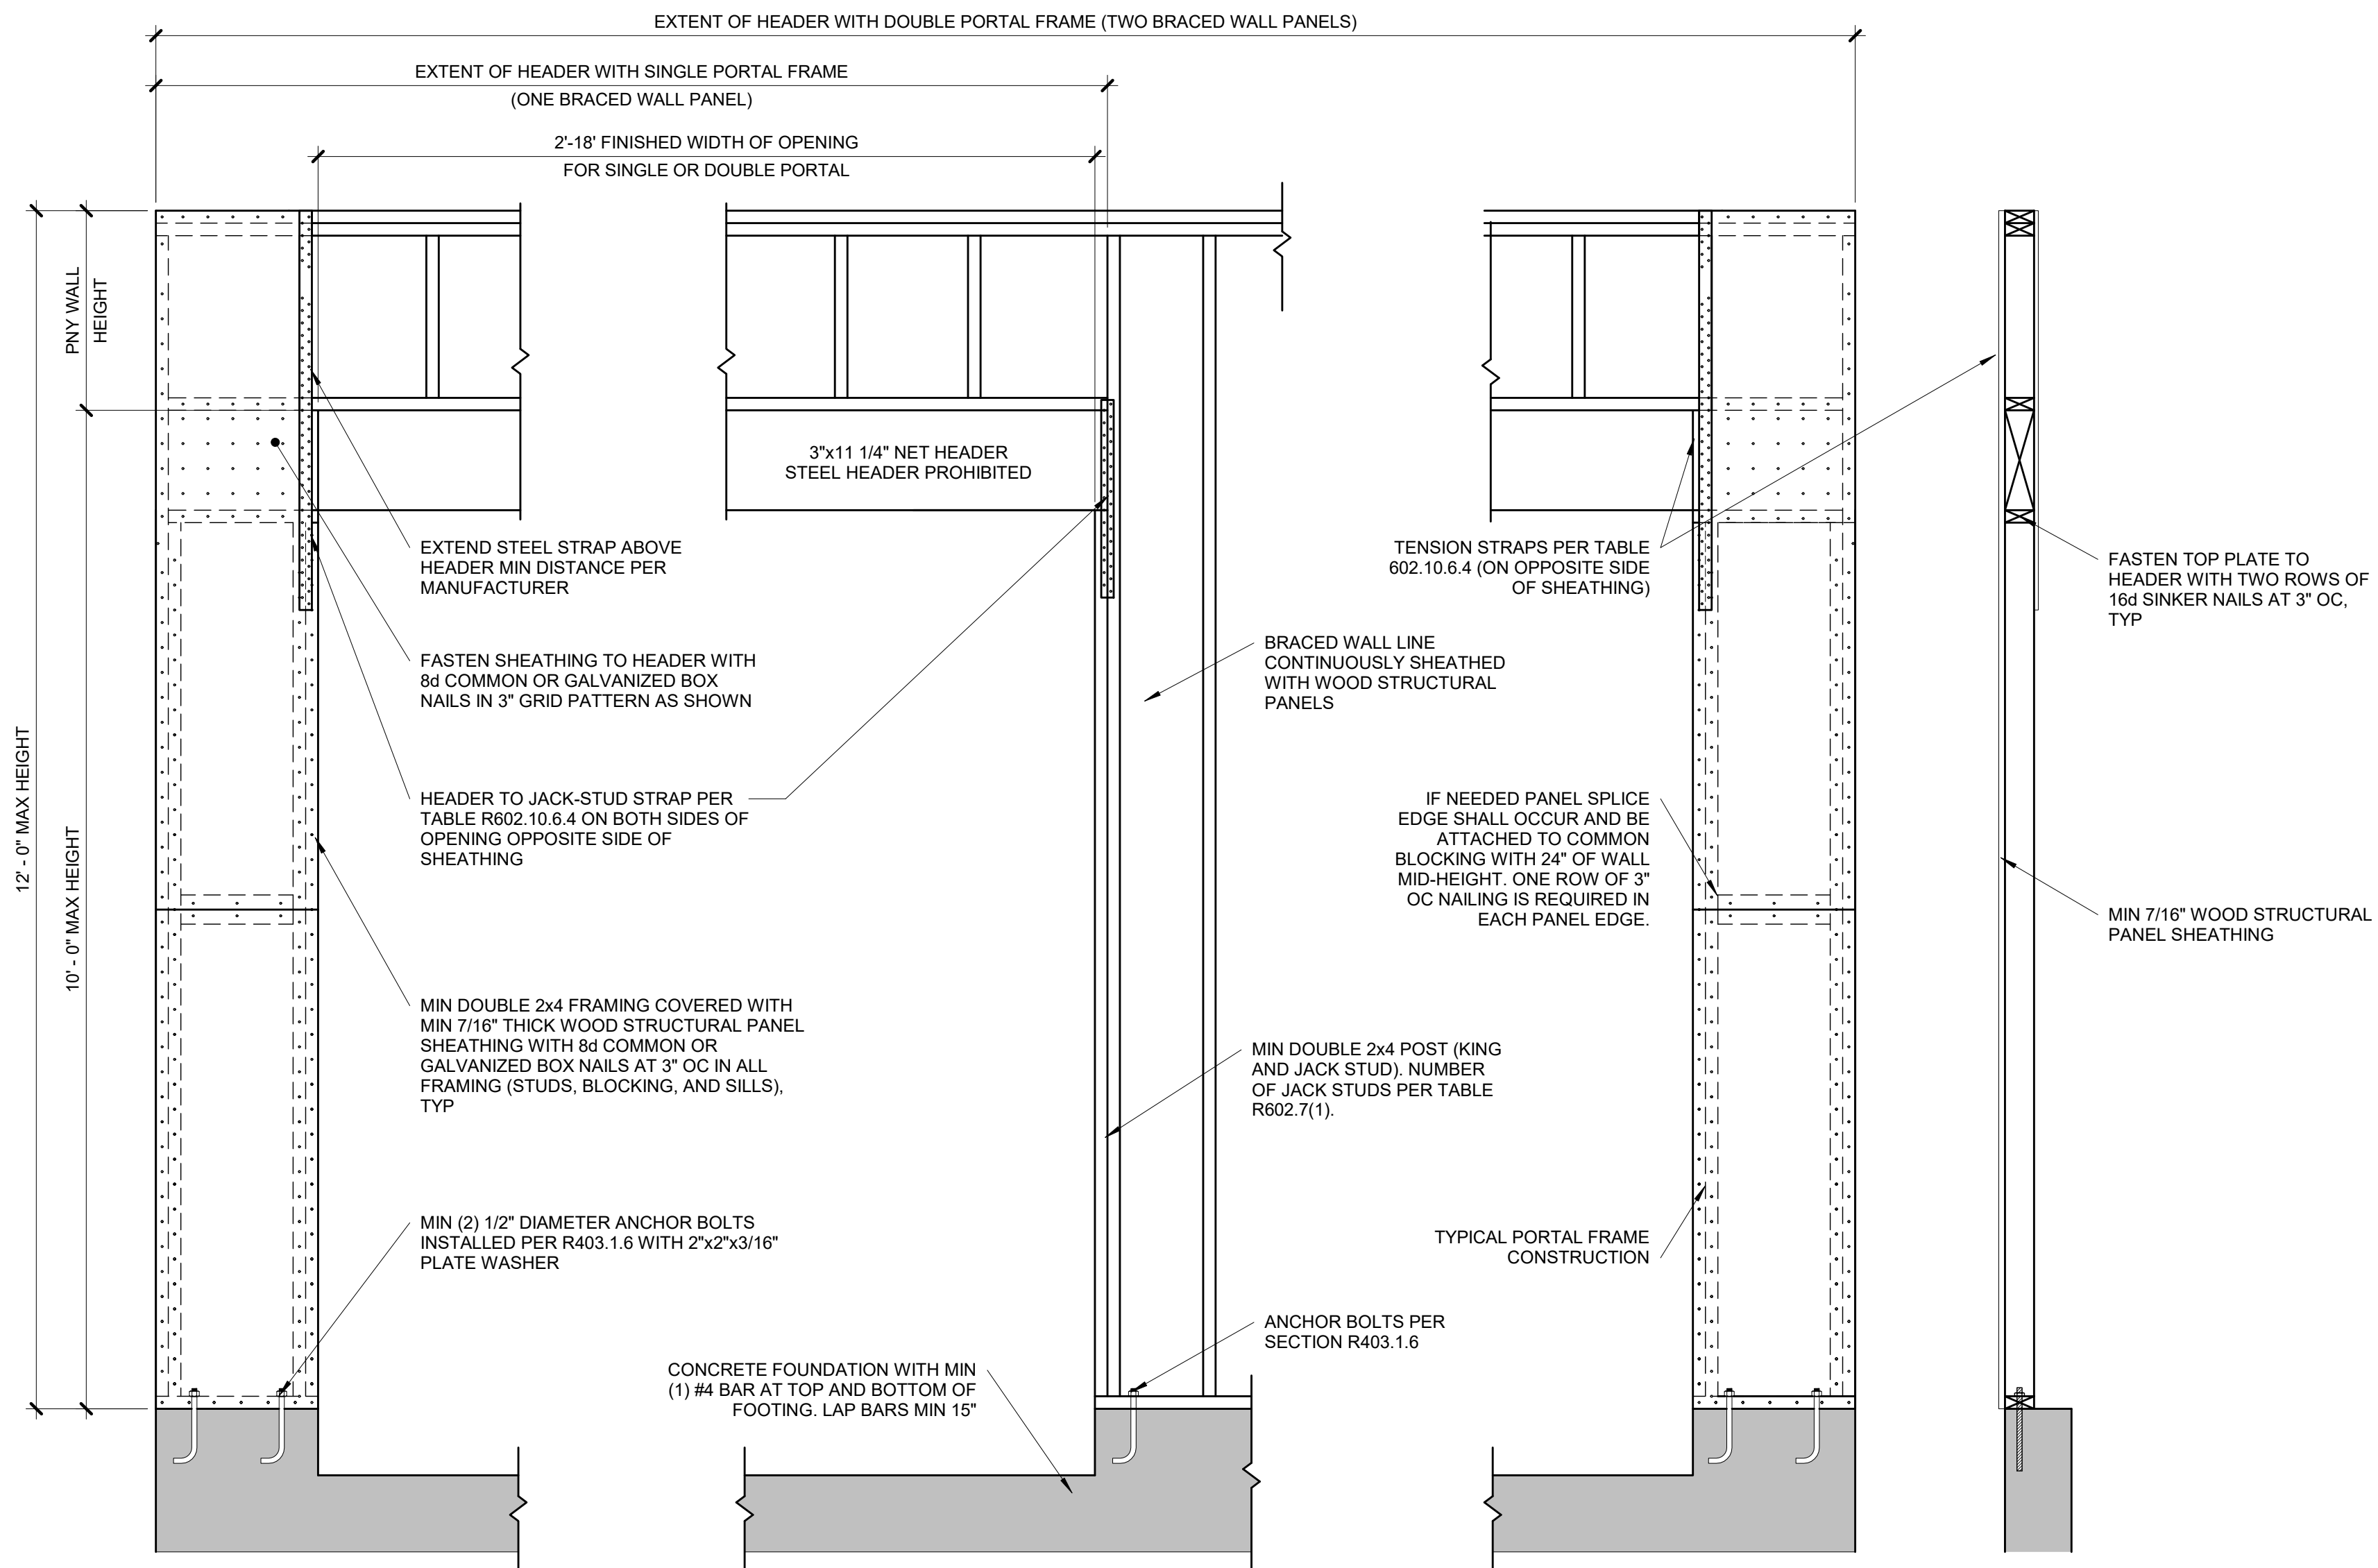 EXTENT OF HEADER WITH DOUBLE PORTAL FRAME (TWO BRACED WALL PANELS)
EXTENT OF HEADER WITH SINGLE PORTAL FRAME
(ONE BRACED WALL PANEL)
2'-18' FINISHED WIDTH OF OPENING
FOR SINGLE OR DOUBLE PORTAL
PNY WALL
HEIGHT
12' - 0" MAX HEIGHT
10' - 0" MAX HEIGHT
3"x11 1/4" NET HEADER
STEEL HEADER PROHIBITED
EXTEND STEEL STRAP ABOVE
HEADER MIN DISTANCE PER
MANUFACTURER
FASTEN SHEATHING TO HEADER WITH
8d COMMON OR GALVANIZED BOX
NAILS IN 3" GRID PATTERN AS SHOWN
HEADER TO JACK-STUD STRAP PER
TABLE R602.10.6.4 ON BOTH SIDES OF
OPENING OPPOSITE SIDE OF
SHEATHING
MIN DOUBLE 2x4 FRAMING COVERED WITH
MIN 7/16" THICK WOOD STRUCTURAL PANEL
SHEATHING WITH 8d COMMON OR
GALVANIZED BOX NAILS AT 3" OC IN ALL
FRAMING (STUDS, BLOCKING, AND SILLS),
TYP
MIN (2) 1/2" DIAMETER ANCHOR BOLTS
INSTALLED PER R403.1.6 WITH 2"x2"x3/16"
PLATE WASHER
CONCRETE FOUNDATION WITH MIN
(1) #4 BAR AT TOP AND BOTTOM OF
FOOTING. LAP BARS MIN 15"
BRACED WALL LINE
CONTINUOUSLY SHEATHED
WITH WOOD STRUCTURAL
PANELS
MIN DOUBLE 2x4 POST (KING
AND JACK STUD). NUMBER
OF JACK STUDS PER TABLE
R602.7(1).
ANCHOR BOLTS PER
SECTION R403.1.6
TENSION STRAPS PER TABLE
602.10.6.4 (ON OPPOSITE SIDE
OF SHEATHING)
IF NEEDED PANEL SPLICE
EDGE SHALL OCCUR AND BE
ATTACHED TO COMMON
BLOCKING WITH 24" OF WALL
MID-HEIGHT. ONE ROW OF 3"
OC NAILING IS REQUIRED IN
EACH PANEL EDGE.
TYPICAL PORTAL FRAME
CONSTRUCTION
FASTEN TOP PLATE TO
HEADER WITH TWO ROWS OF
16d SINKER NAILS AT 3" OC,
TYP
MIN 7/16" WOOD STRUCTURAL
PANEL SHEATHING